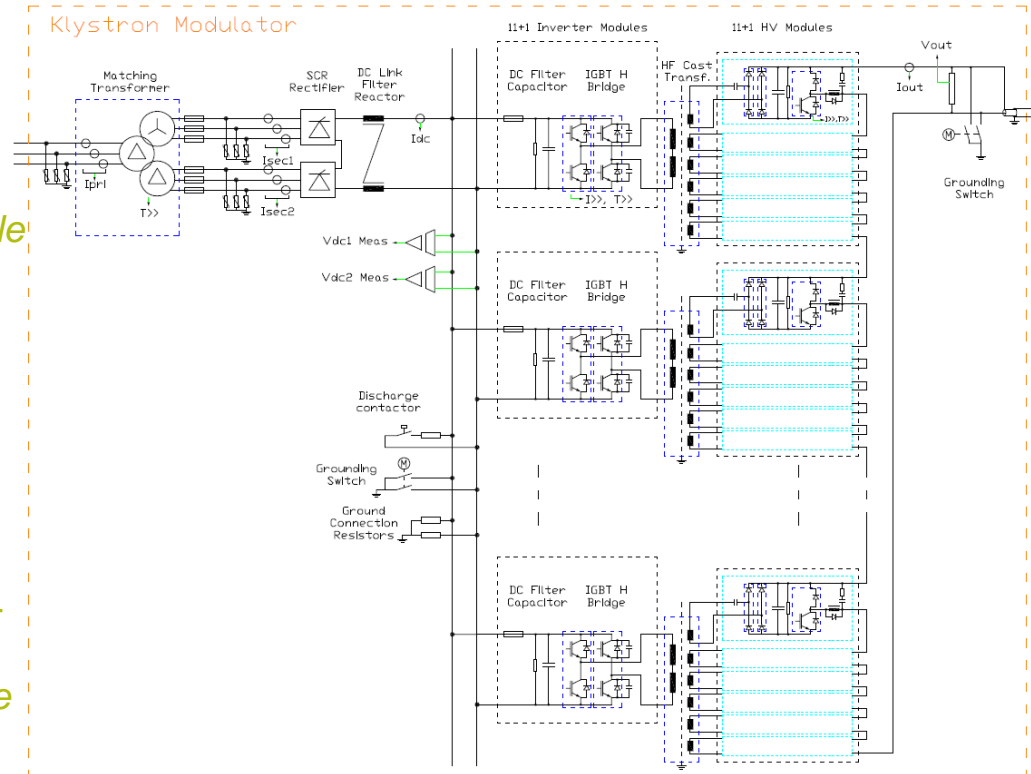 Klystron Modulator
11+1 Inverter Modules
11+1 HV Modules
Vout
Matching
Transformer
SCR
Rectifier
DC Link
Filter
Reactor
DC Filter
Capacitor
IGBT H
Bridge
HF Cast
Transf.
Iout
I>>,T>>
Idc
Isec1
Ipri
M
Isec2
T>>
I>>, T>>
Grounding
Switch
le
Vdc1 Meas
Vdc2 Meas
DC Filter
Capacitor
IGBT H
Bridge
Discharge
contactor
M
Grounding
Switch
Ground
Connection
Resistors
DC Filter
Capacitor
IGBT H
Bridge
e